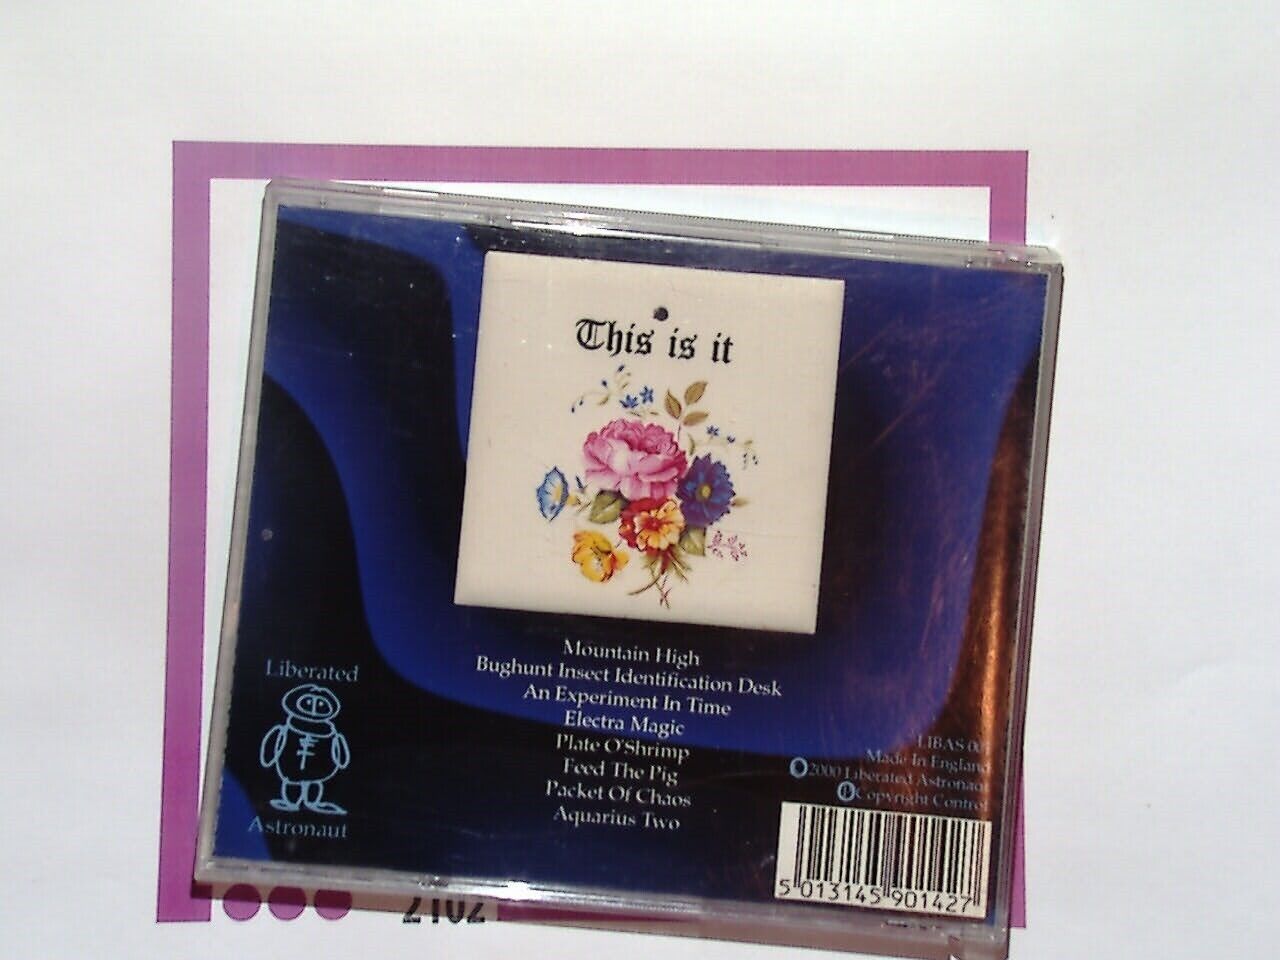 This is it
Mountain High
Bughunt Insect Identification Desk
An Experiment In Time
Electra Magic
Plate O'Shrimp
Feed The Pig
Packet Of Chaos
Aquarius Two
Liberated
Astronaut
LIBAS
Made In England
©2000 Liberated Astronaut
Ⓟ Copyright Control
5 013145 901427